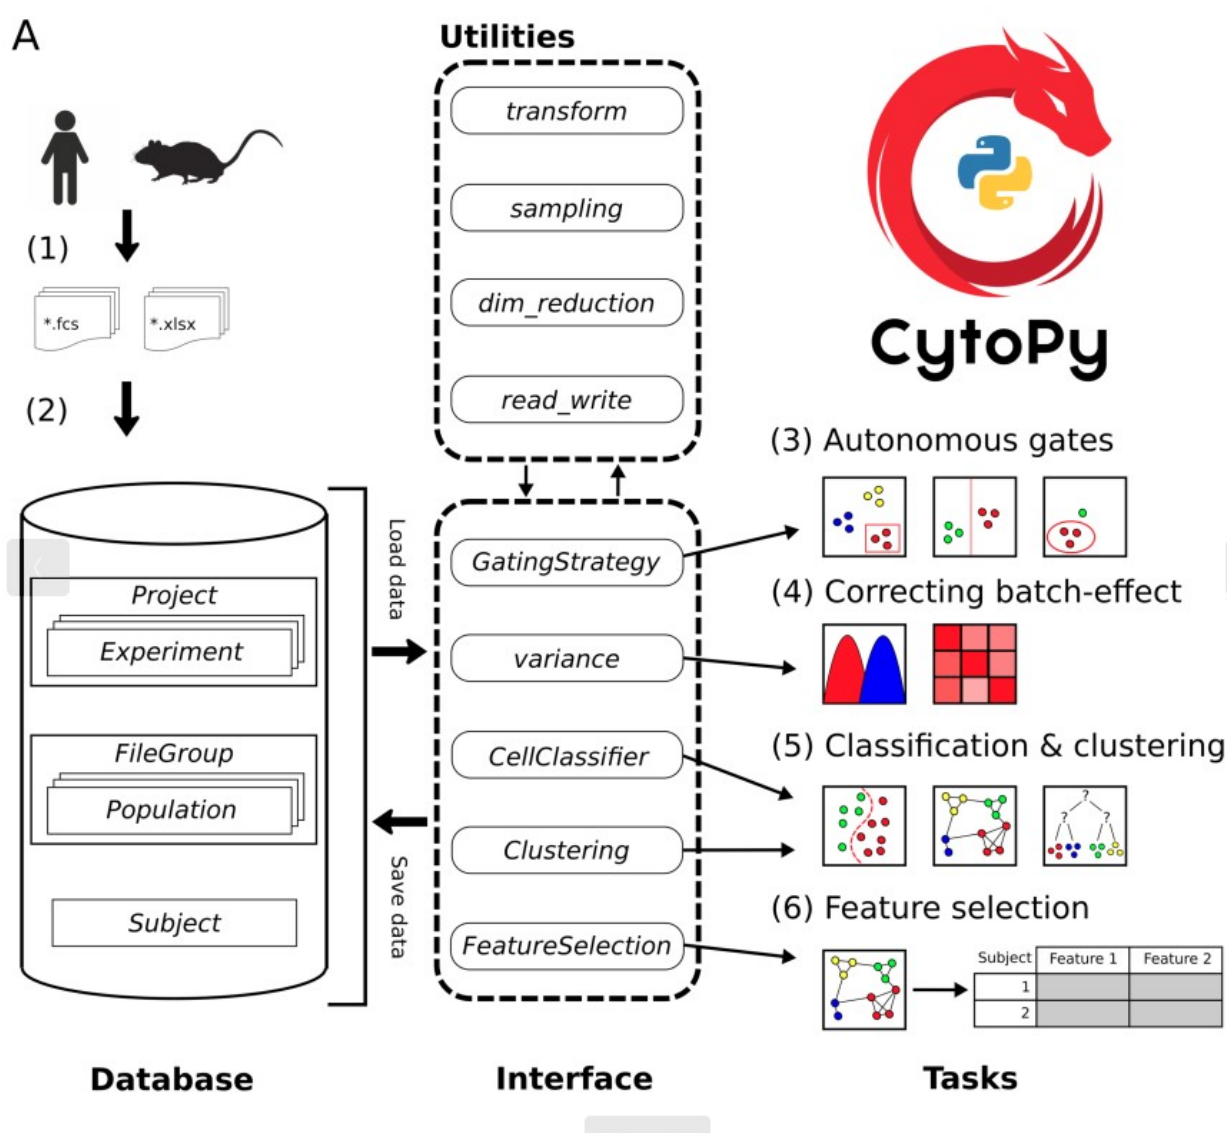 A
Utilities
transform
sampling
dim_reduction
read_write
CytoPy
(1)
*.fcs
*.xlsx
(2)
Project
Experiment
FileGroup
Population
Subject
Load data
Save data
GatingStrategy
variance
CellClassifier
Clustering
FeatureSelection
(3) Autonomous gates
(4) Correcting batch-effect
(5) Classification & clustering
?
? ?
(6) Feature selection
Subject Feature 1 Feature 2
1
2
Database
Interface
Tasks